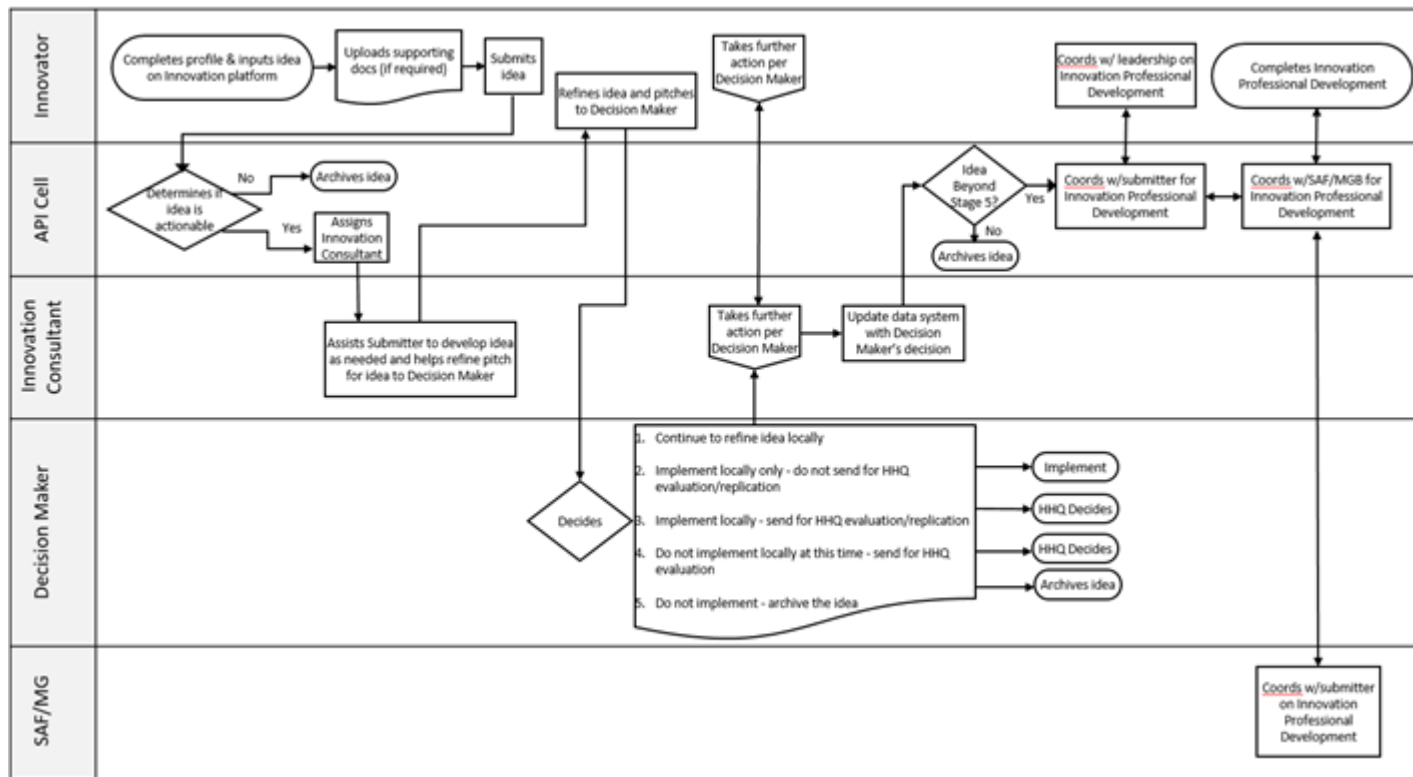 Innovator
Completes profile & inputs idea
on Innovation platform
Uploads
supporting
docs (if required)
Submits
idea
Refines idea and pitches
to Decision Maker
Takes further
action per
Decision Maker
Coords w/ leadership on
Innovation Professional
Development
Completes Innovation
Professional Development
API Cell
Determines if
idea is
actionable
No
Archives idea
Yes
Assigns
Innovation
Consultant
Idea
Beyond
Stage 5?
Yes
No
Archives idea
Coords w/submitter for
Innovation Professional
Development
Coords w/SAF/MGB for
Innovation Professional
Development
Innovation
Consultant
Assists Submitter to develop idea
as needed and helps refine pitch
for idea to Decision Maker
Takes further
action per
Decision Maker
Update data system
with Decision
Maker's decision
Decision Maker
Decides
1. Continue to refine idea locally
2. Implement locally only - do not send for HHQ
evaluation/replication
3. Implement locally - send for HHQ evaluation/replication
4. Do not implement locally at this time - send for HHQ
evaluation
5. Do not implement - archive the idea
Implement
HHQ Decides
HHQ Decides
Archives idea
SAF/MG
Coords w/submitter
on Innovation
Professional
Development